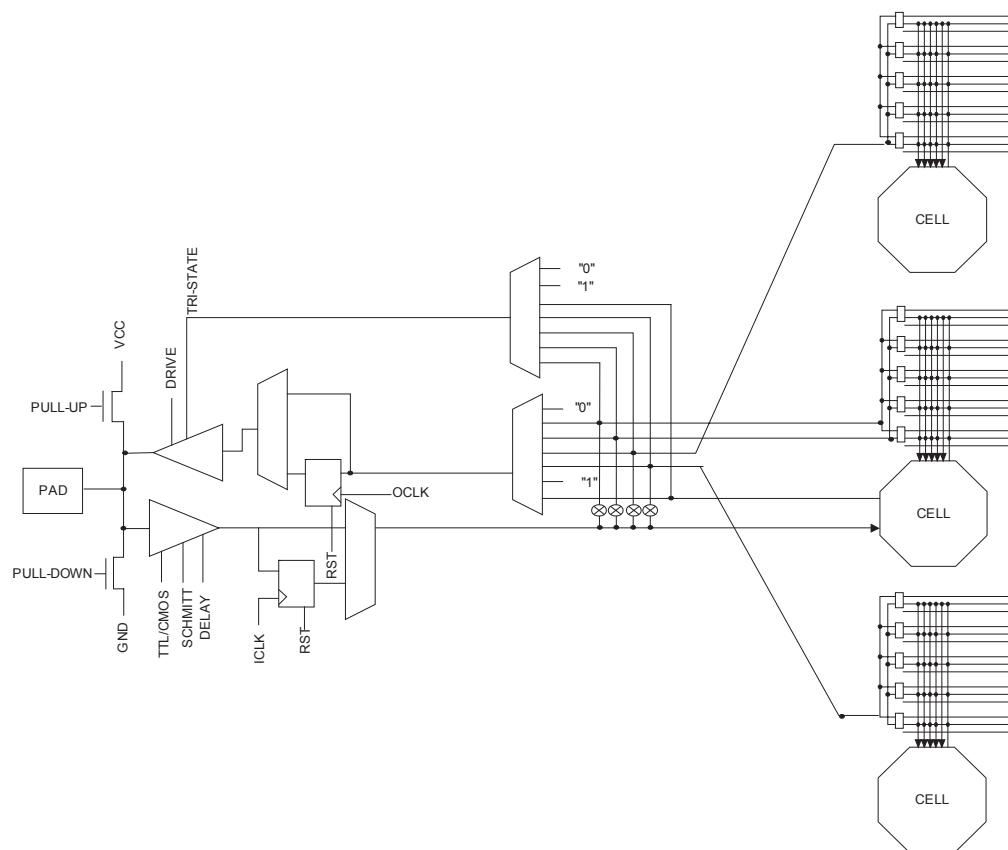 CELL
TRI-STATE
"0"
"1"
VCC
DRIVE
PULL-UP
"0"
PAD
"1"
OCLK
CELL
RST
PULL-DOWN
GND
TTL/CMOS
SCHMITT
DELAY
ICLK
RST
CELL